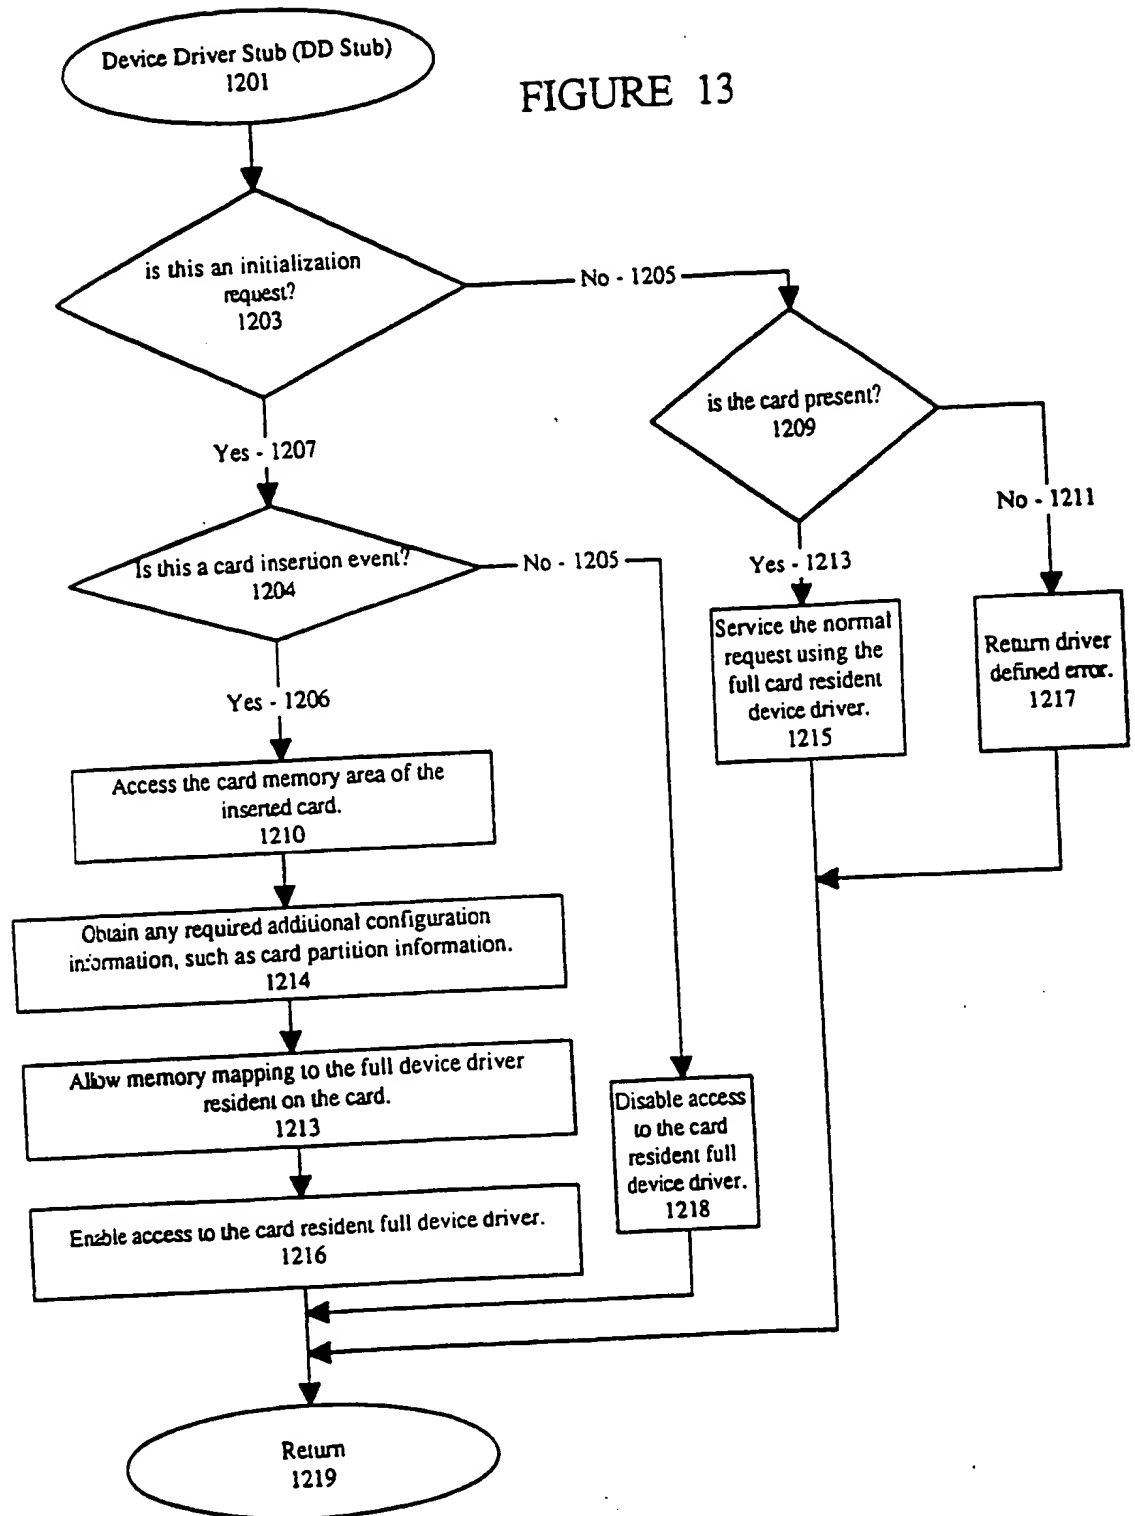 Device Driver Stub (DD Stub)
1201
FIGURE 13
is this an initialization
request?
1203
No - 1205
is the card present?
1209
Yes - 1207
No - 1211
Is this a card insertion event?
1204
No - 1205
Yes - 1213
Service the normal
request using the
full card resident
device driver.
1215
Return driver
defined error.
1217
Yes - 1206
Access the card memory area of the
inserted card.
1210
Obtain any required additional configuration
information, such as card partition information.
1214
Allow memory mapping to the full device driver
resident on the card.
1213
Disable access
to the card
resident full
device driver.
1218
Enable access to the card resident full device driver.
1216
Return
1219